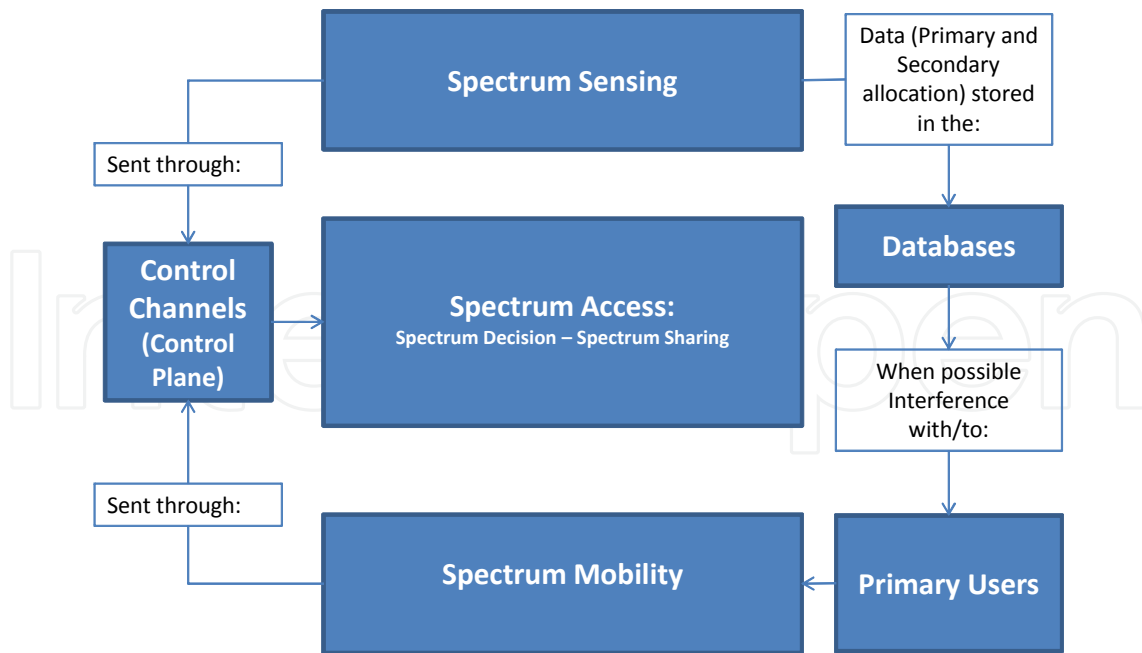 Spectrum Sensing
Data (Primary and
Secondary
allocation) stored
in the:
Sent through:
Databases
Control
Channels
(Control
Plane)
Spectrum Access:
Spectrum Decision – Spectrum Sharing
When possible
Interference
with/to:
Sent through:
Spectrum Mobility
Primary Users